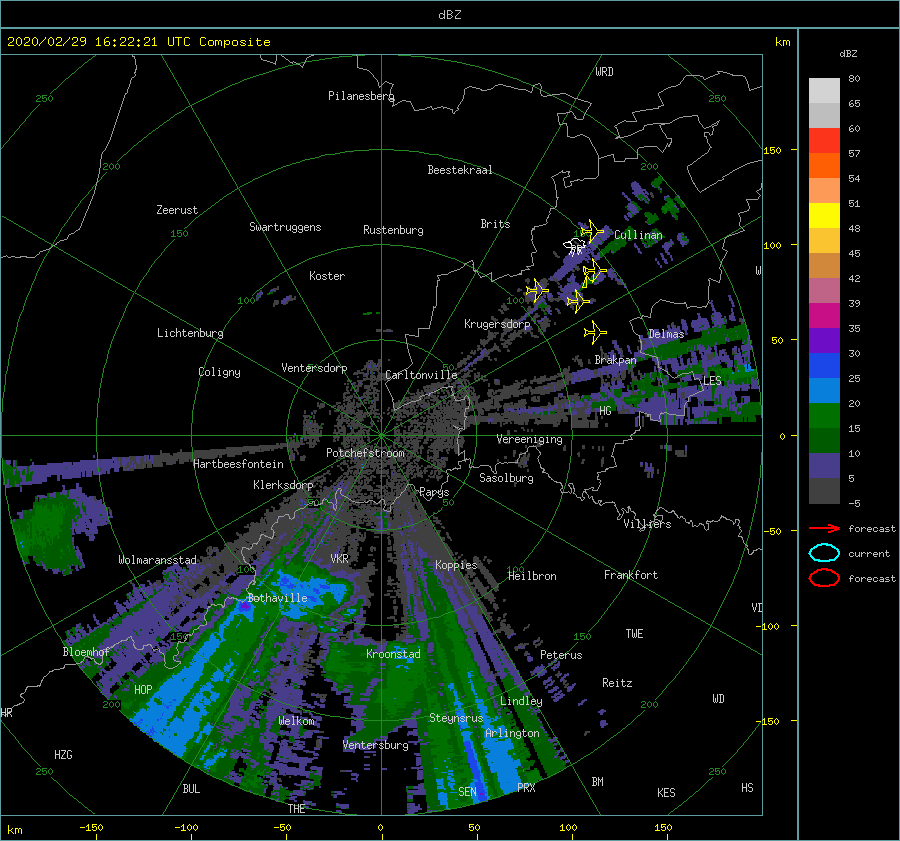 dBZ
2020/02/29 16:22:21 UTC Composite
km
dBZ
WRD
80
Pilanesberg
250
250
65
60
150
57
200
200
Beestekraal
54
Zeerust
51
Swartruggens
Rustenburg
Brits
150
Cullinan
48
100
45
Koster
42
100
100
39
Krugersdorp
Lichtenburg
Delmas
35
50
Brakpan
30
Coligny
Ventersdorp
Carltonville
50
LES
25
HG
20
Vereeniging
0
15
Potchefstroom
10
Hartbeesfontein
Sasolburg
5
Klerksdorp
Parys
50
50
-5
Villiers
forecast
-50
Wolmaransstad
VKR
Koppies
current
100
100
Heilbron
Frankfort
forecast
Bothaville
VD
-100
150
150
TWE
Bloemhof
Kroonstad
Peterus
HOP
Reitz
200
Lindley
200
WD
HR
Welkom
Steynsrus
-150
Arlington
Ventersburg
HZG
250
250
BUL
SEN
PRX
BM
KES
HS
THE
km
-150
-100
-50
0
50
100
150